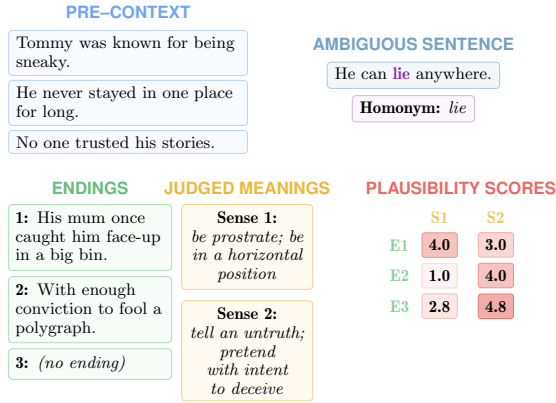 PRE–CONTEXT
Tommy was known for being
sneaky.
He never stayed in one place
for long.
No one trusted his stories.
AMBIGUOUS SENTENCE
He can lie anywhere.
Homonym: lie
ENDINGS
1: His mum once
caught him face-up
in a big bin.
2: With enough
conviction to fool a
polygraph.
3: (no ending)
JUDGED MEANINGS
Sense 1:
be prostrate; be
in a horizontal
position
Sense 2:
tell an untruth;
pretend
with intent
to deceive
PLAUSIBILITY SCORES
S1 S2
E1 4.0 3.0
E2 1.0 4.0
E3 2.8 4.8